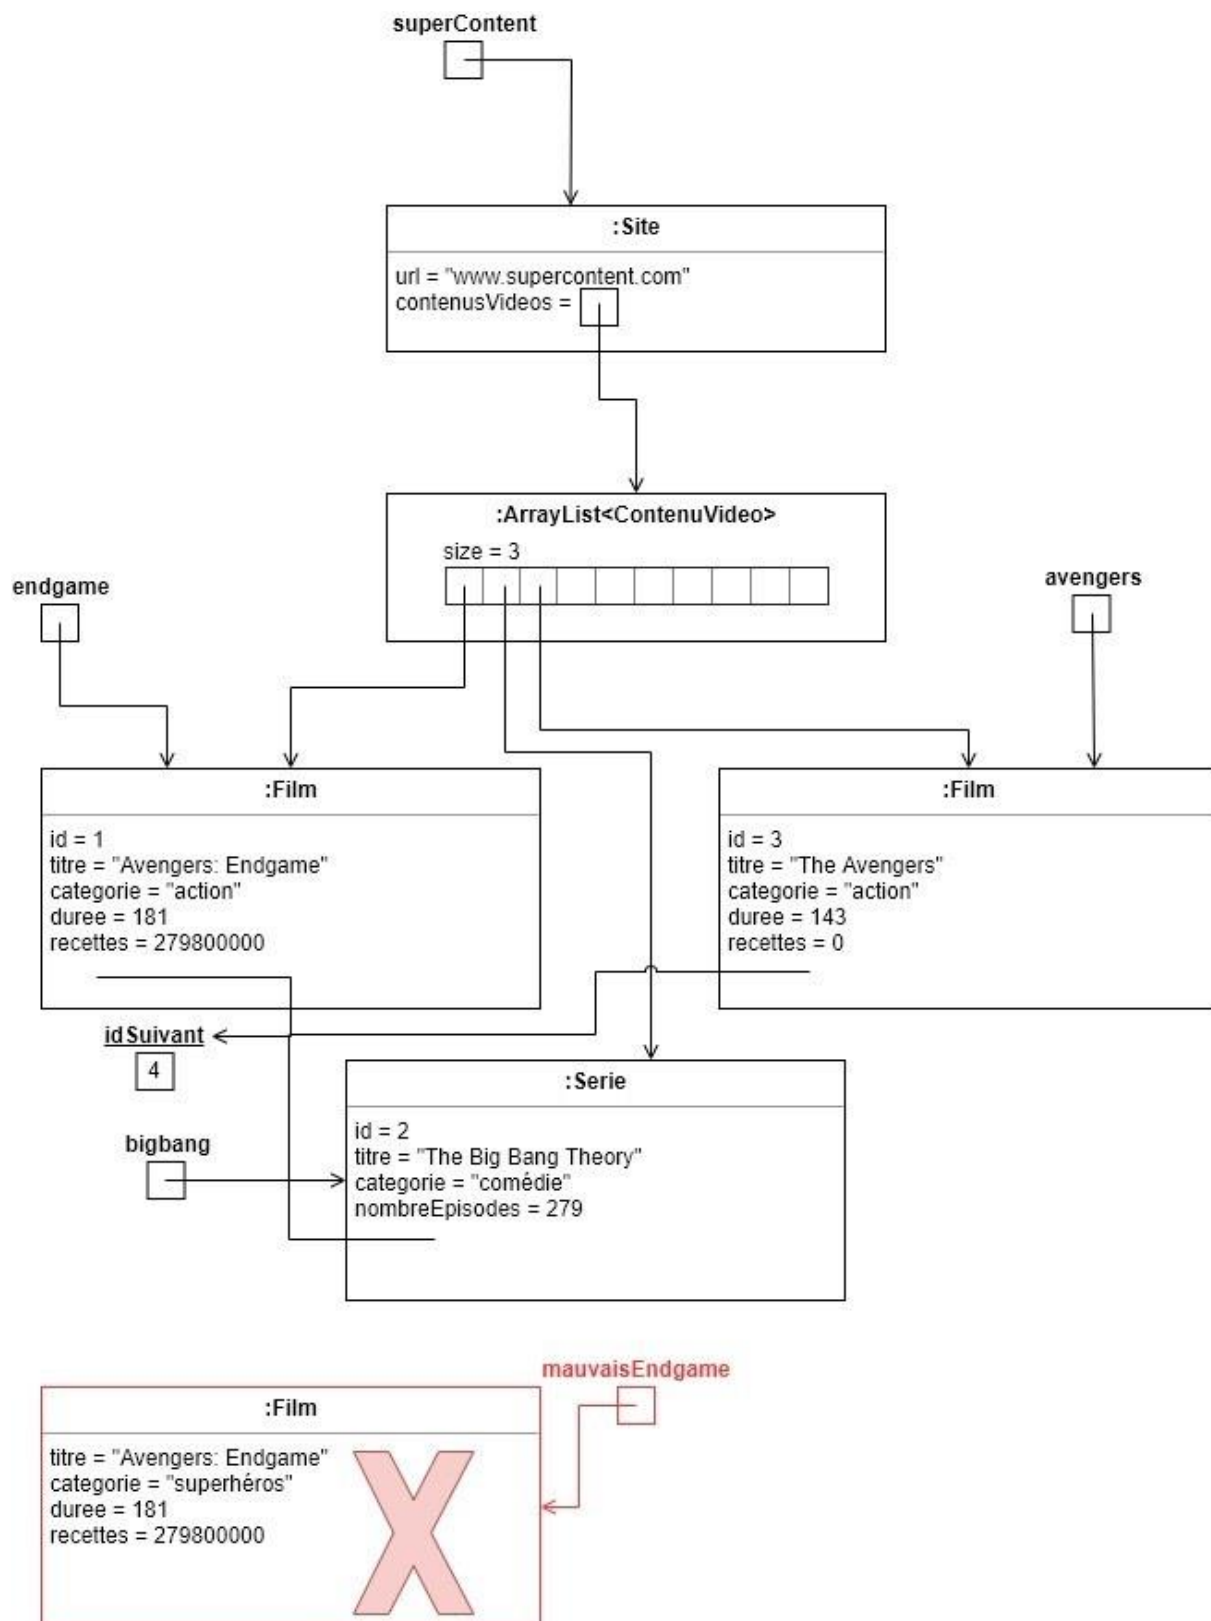 superContent
:Site
url = "www.supercontent.com"
contenusVideos =
:ArrayList<ContenuVideo>
size = 3
endgame
avengers
:Film
id = 1
titre = "Avengers: Endgame"
categorie = "action"
duree = 181
recettes = 279800000
:Film
id = 3
titre = "The Avengers"
categorie = "action"
duree = 143
recettes = 0
idSuivant
4
:Serie
id = 2
titre = "The Big Bang Theory"
categorie = "comédie"
nombreEpisodes = 279
bigbang
mauvaisEndgame
:Film
titre = "Avengers: Endgame"
categorie = "superhéros"
duree = 181
recettes = 279800000
X